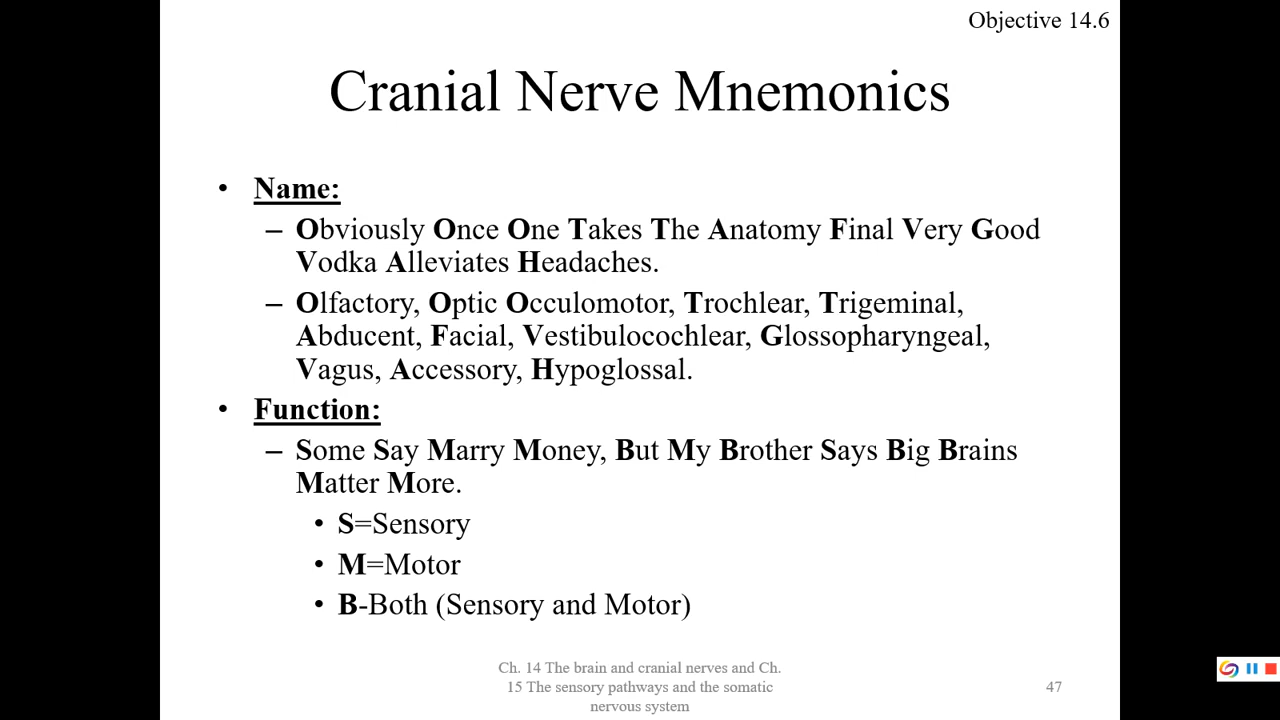 Objective 14.6
Cranial Nerve Mnemonics
• Name:
– Obviously Once One Takes The Anatomy Final Very Good
Vodka Alleviates Headaches.
– Olfactory, Optic Occulomotor, Trochlear, Trigeminal,
Abducent, Facial, Vestibulocochlear, Glossopharyngeal,
Vagus, Accessory, Hypoglossal.
• Function:
– Some Say Marry Money, But My Brother Says Big Brains
Matter More.
• S=Sensory
• M=Motor
• B-Both (Sensory and Motor)
Ch. 14 The brain and cranial nerves and Ch.
15 The sensory pathways and the somatic
nervous system
47